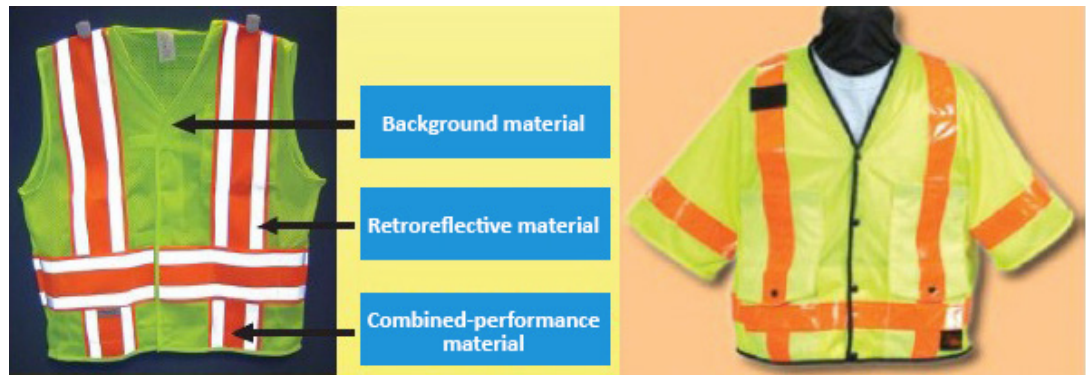 Background material
Retroreflective material
Combined-performance
material